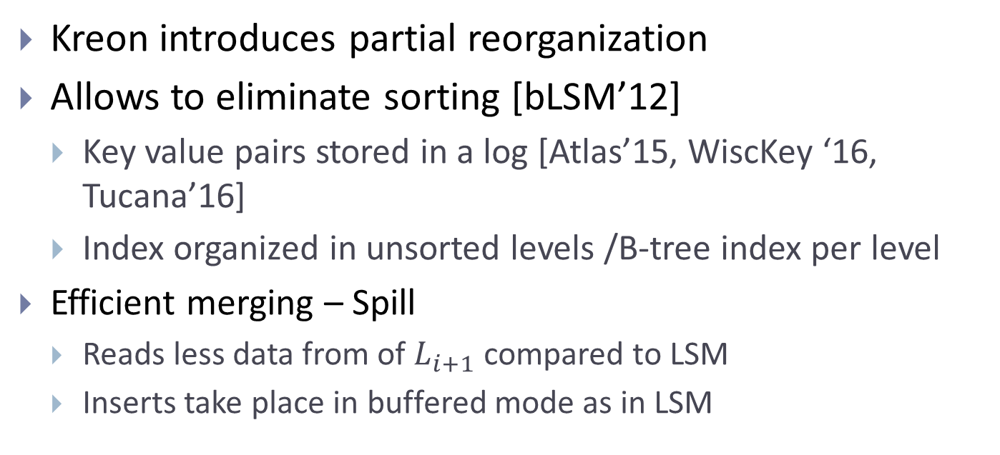 Kreon introduces partial reorganization
Allows to eliminate sorting [bLSM’12]
Key value pairs stored in a log [Atlas’15, WiscKey ‘16,
Tucana’16]
Index organized in unsorted levels /B-tree index per level
Efficient merging – Spill
Reads less data from of L_{i+1} compared to LSM
Inserts take place in buffered mode as in LSM